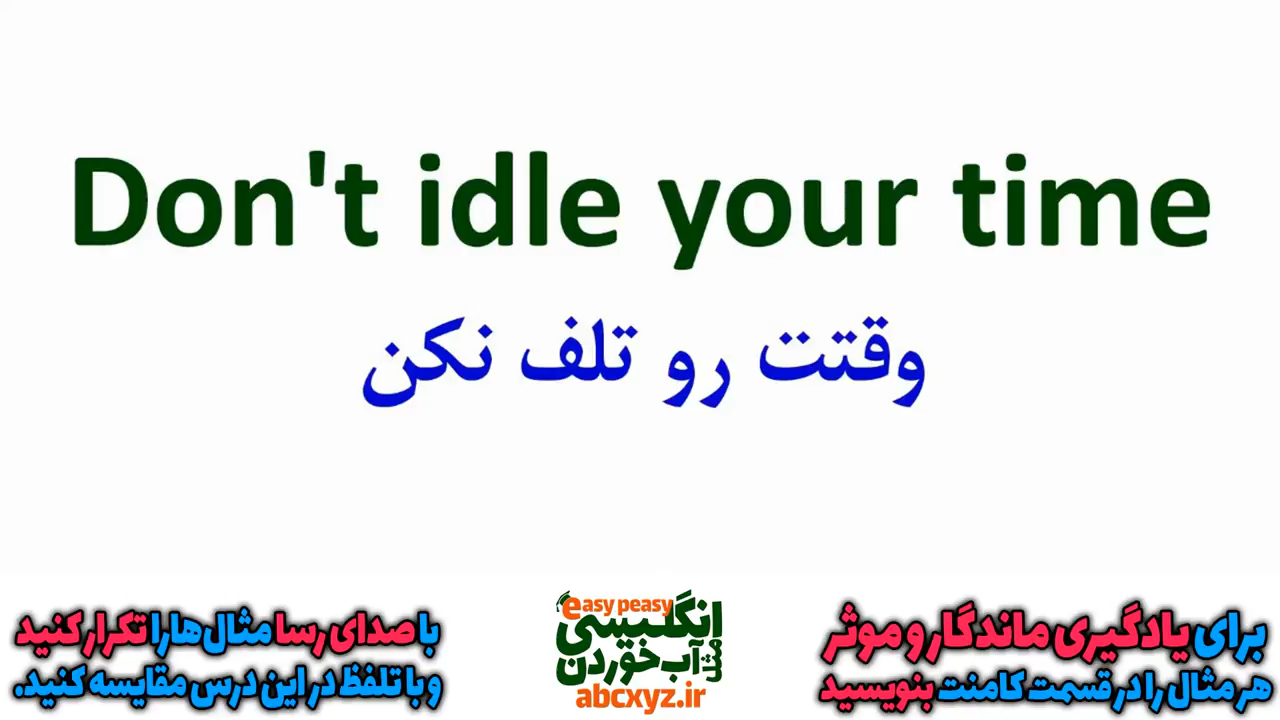 Don't idle your time
وقتت رو تلف نکن
برای یادگیری ماندگار و موثر
هر مثال را در قسمت کامنت بنویسید
easy peasy
انگلیسی
مثل آب خوردن
abcxyz.ir
با صدای رسا مثال‌ها را تکرار کنید
و با تلفظ در این درس مقایسه کنید.